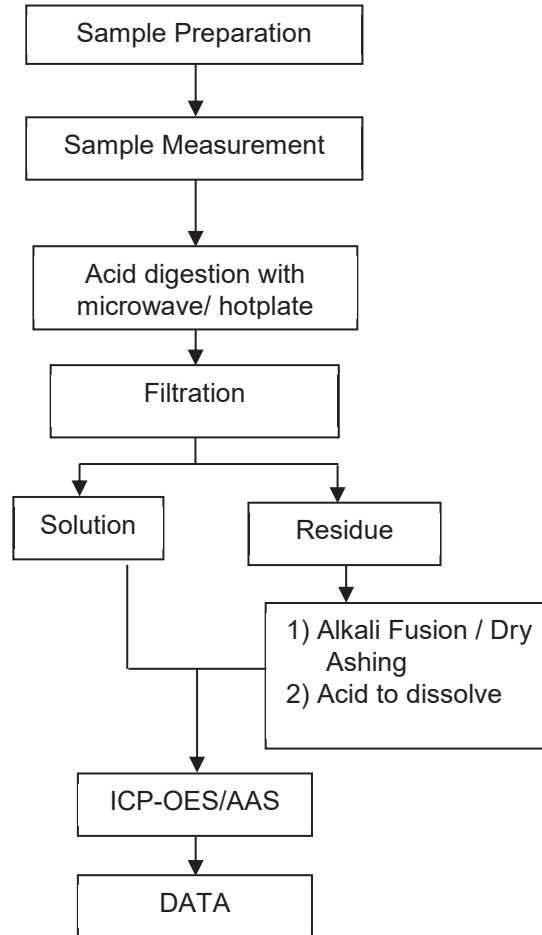 Sample Preparation
Sample Measurement
Acid digestion with
microwave/ hotplate
Filtration
Solution
Residue
1) Alkali Fusion / Dry
Ashing
2) Acid to dissolve
ICP-OES/AAS
DATA